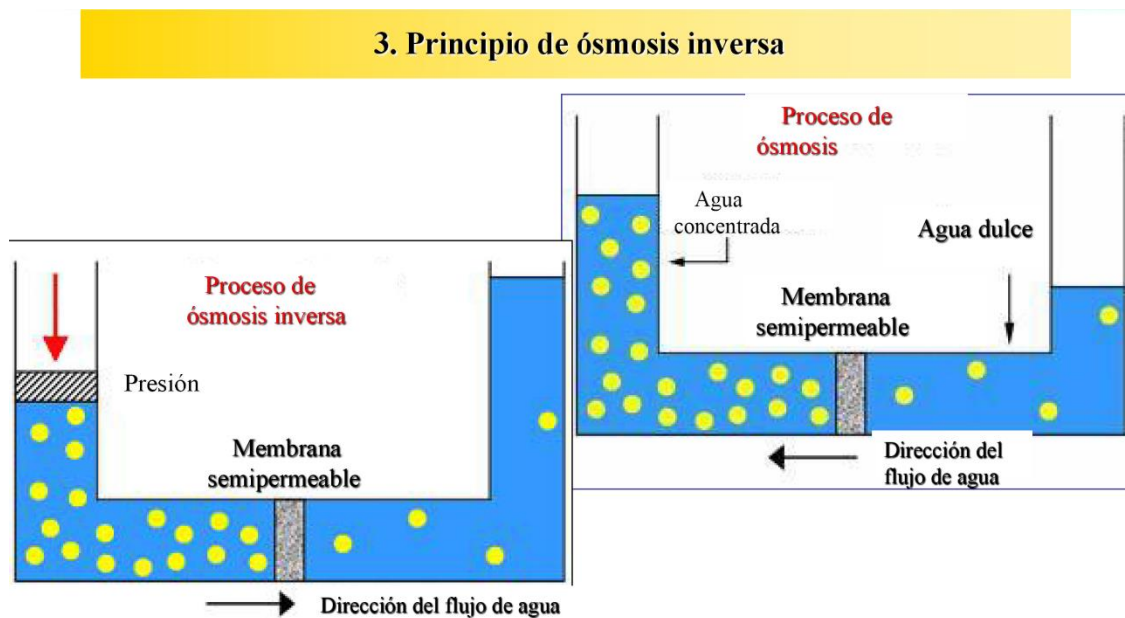 3. Principio de ósmosis inversa
Proceso de
ósmosis
Agua
concentrada
Agua dulce
Membrana
semipermeable
Dirección del
flujo de agua
Proceso de
ósmosis inversa
Presión
Membrana
semipermeable
Dirección del flujo de agua